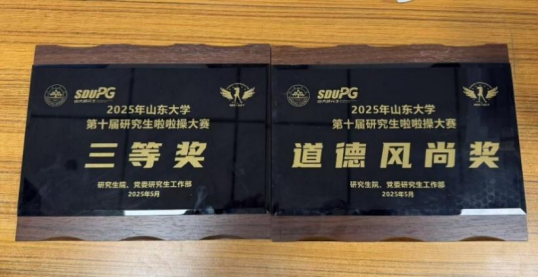 SDUPG
2025年山东大学
第十届研究生啦啦操大赛
三等奖
研究生院、党委研究生工作部
2025年5月
SDUPG
2025年山东大学
第十届研究生啦啦操大赛
道德风尚奖
研究生院、党委研究生工作部
2025年5月